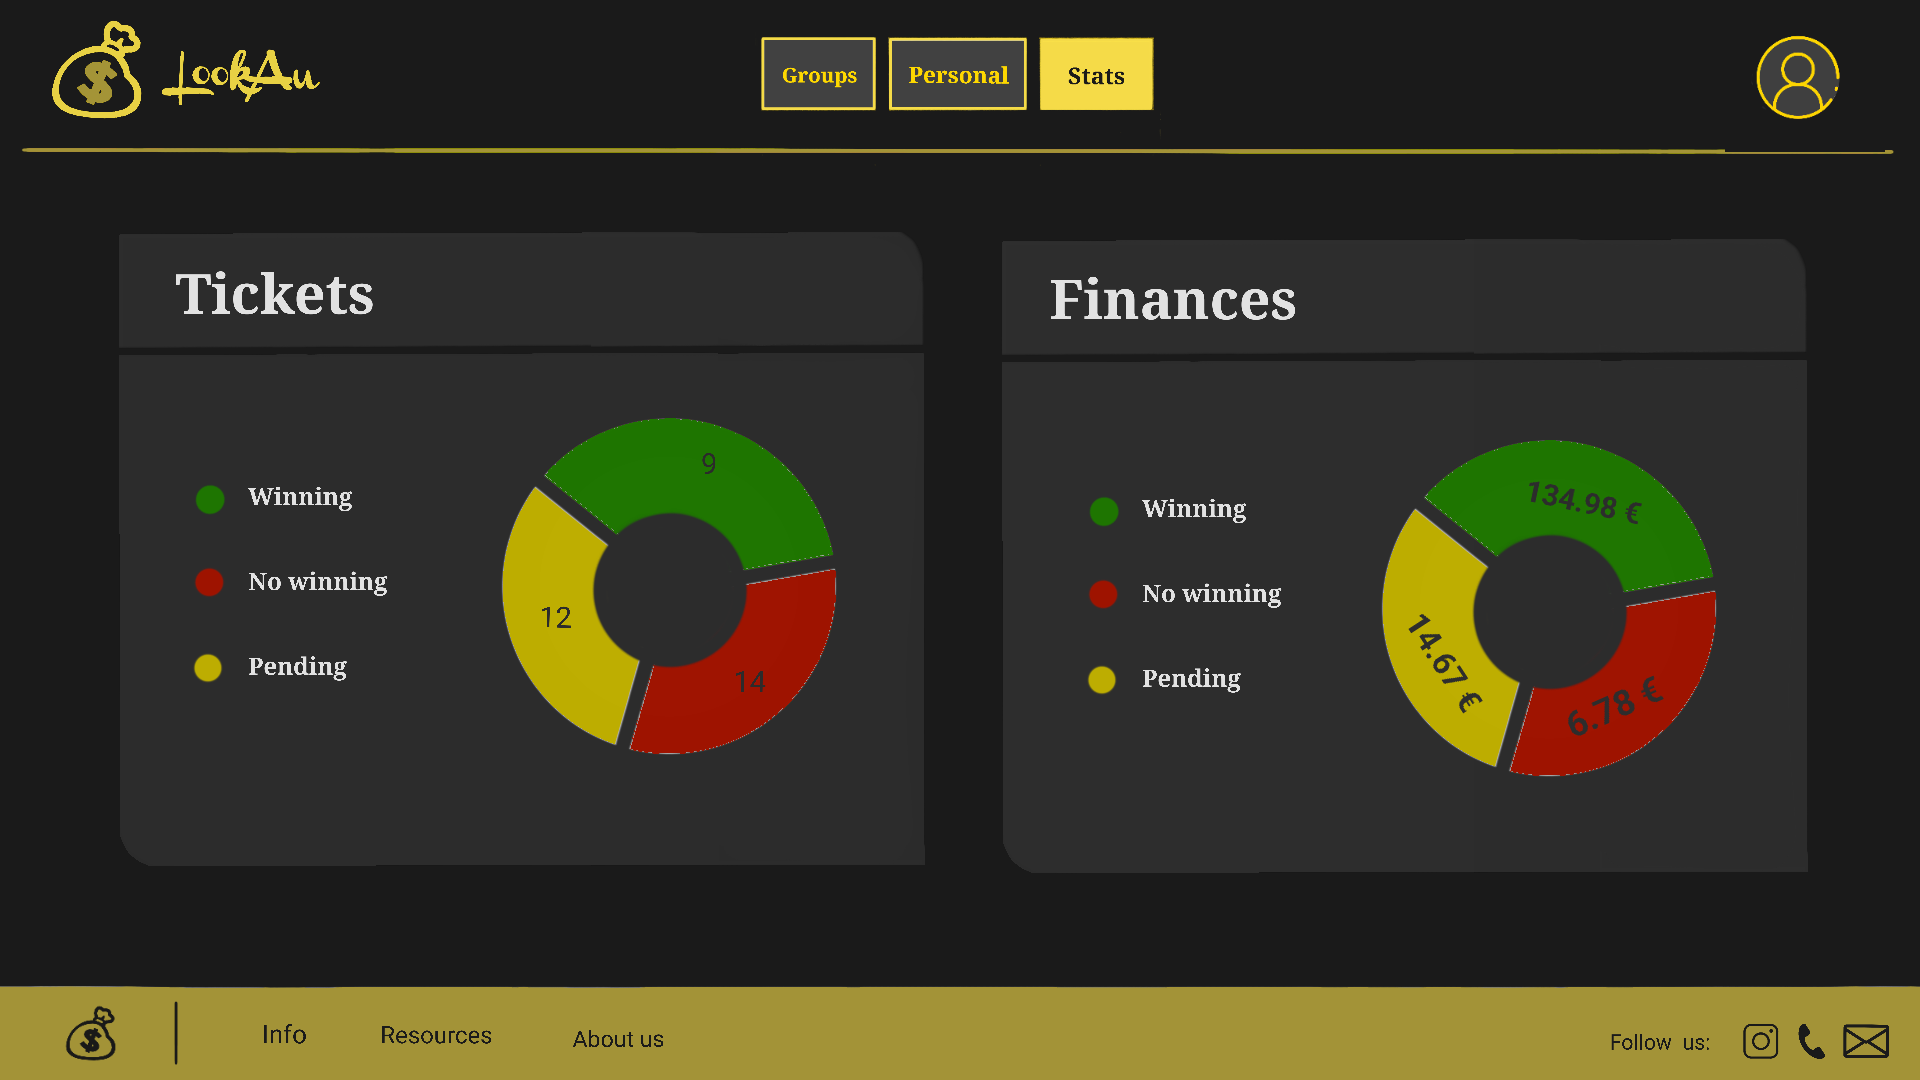 LookAu
Groups
Personal
Stats
Tickets
Winning
No winning
Pending
9
12
14
Finances
Winning
No winning
Pending
134.98 €
14.67 €
6.78 €
Info
Resources
About us
Follow us: